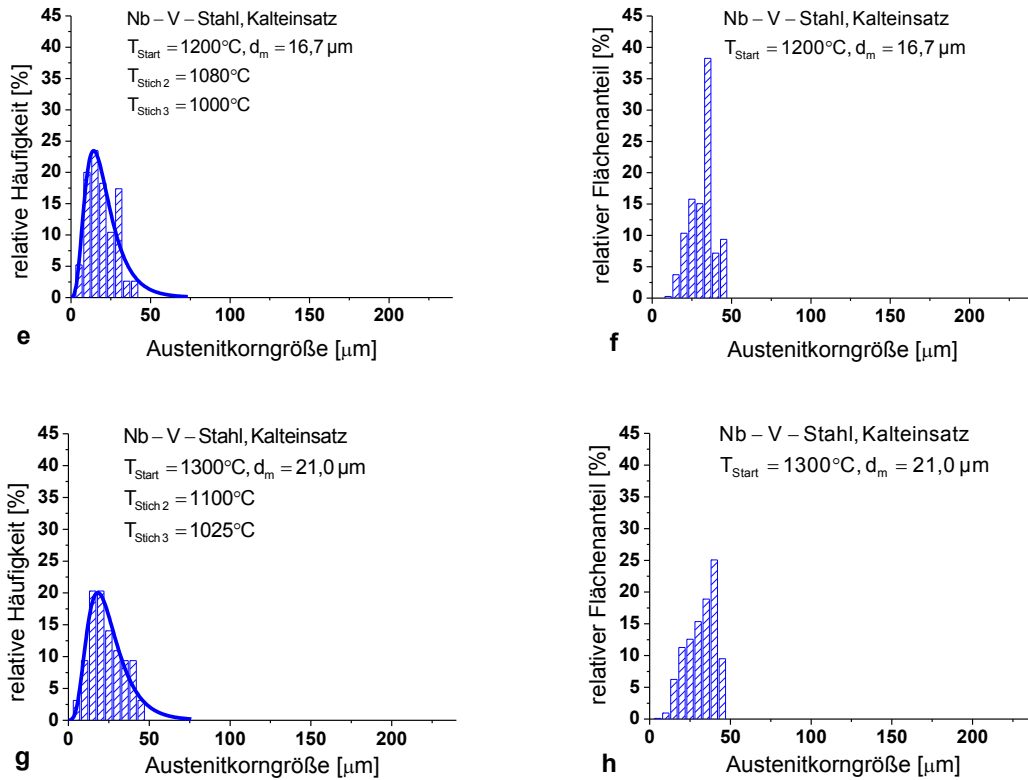 Nb – V – Stahl, Kalteinsatz
T_Start = 1200°C, d_m = 16,7 µm
T_Stich 2 = 1080°C
T_Stich 3 = 1000°C
relative Häufigkeit [%]
45
40
35
30
25
20
15
10
5
0
0 50 100 150 200
Austenitkorngröße [µm]
e
Nb – V – Stahl, Kalteinsatz
T_Start = 1200°C, d_m = 16,7 µm
relativer Flächenanteil [%]
45
40
35
30
25
20
15
10
5
0
0 50 100 150 200
Austenitkorngröße [µm]
f
Nb – V – Stahl, Kalteinsatz
T_Start = 1300°C, d_m = 21,0 µm
T_Stich 2 = 1100°C
T_Stich 3 = 1025°C
relative Häufigkeit [%]
45
40
35
30
25
20
15
10
5
0
0 50 100 150 200
Austenitkorngröße [µm]
g
Nb – V – Stahl, Kalteinsatz
T_Start = 1300°C, d_m = 21,0 µm
relativer Flächenanteil [%]
45
40
35
30
25
20
15
10
5
0
0 50 100 150 200
Austenitkorngröße [µm]
h